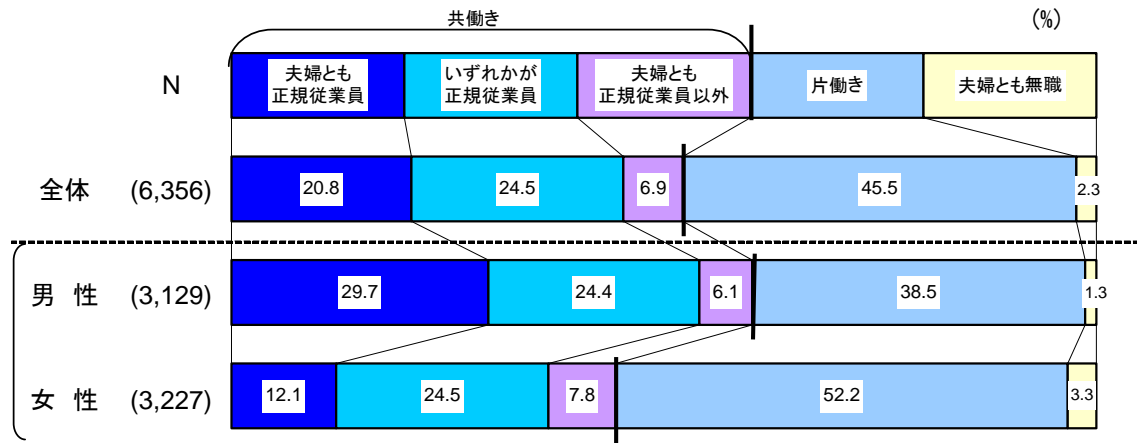 共働き
(%)
N
夫婦とも
正規従業員
いずれかが
正規従業員
夫婦とも
正規従業員以外
片働き
夫婦とも無職
全体 (6,356) 20.8 24.5 6.9 45.5 2.3
男 性 (3,129) 29.7 24.4 6.1 38.5 1.3
女 性 (3,227) 12.1 24.5 7.8 52.2 3.3